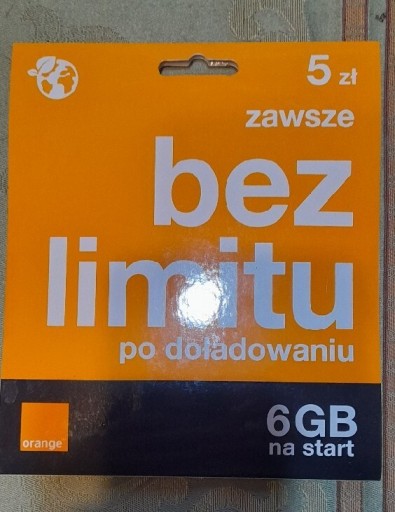 5 zł
zawsze
bez
limitu
po doładowaniu
6GB
na start
orange